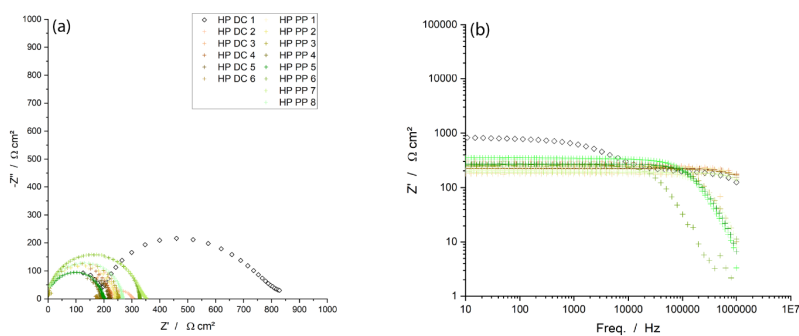 (a)
HP DC 1 HP PP 1
HP DC 2 HP PP 2
HP DC 3 HP PP 3
HP DC 4 HP PP 4
HP DC 5 HP PP 5
HP DC 6 HP PP 6
HP PP 7
HP PP 8
1000
900
800
700
600
500
400
300
200
100
0
-Z'' / Ω cm²
0 100 200 300 400 500 600 700 800 900 1000
Z' / Ω cm²
(b)
100000
10000
1000
100
10
1
Z' / Ω cm²
10 100 1000 10000 100000 1000000 1E7
Freq. / Hz